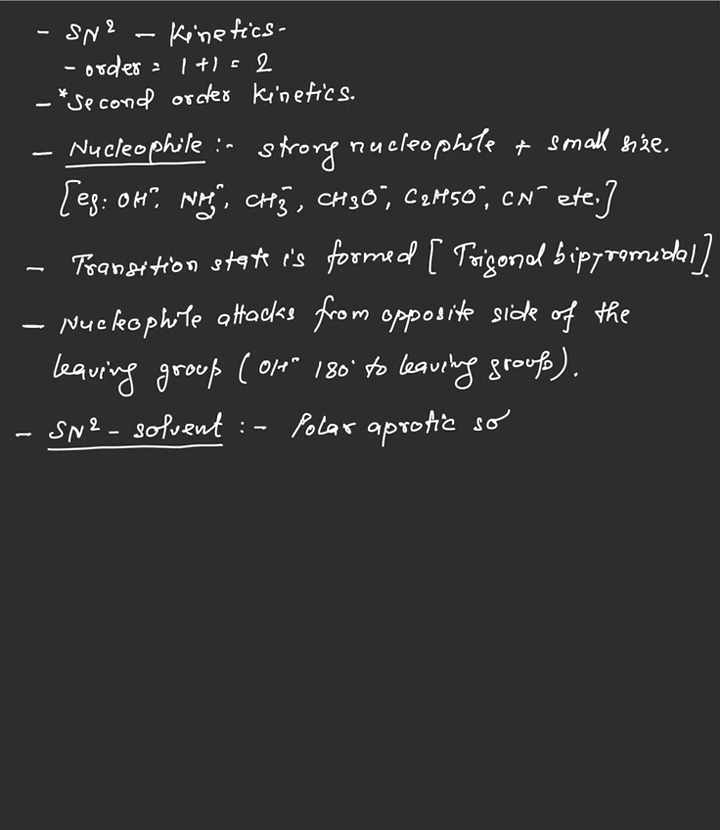 - SN² - Kinetics-
- order = 1+1 = 2
- *Second order Kinetics.
- Nucleophile :- strong nucleophile + small size.
[eg: OH⁻, NH₂⁻, CH₃⁻, CH₃O⁻, C₂H₅O⁻, CN⁻ etc.]
- Transition state is formed [Trigonal bipyramidal].
- Nucleophile attacks from opposite side of the
leaving group (OH⁻ 180° to leaving group).
- SN² - solvent :- Polar aprotic so